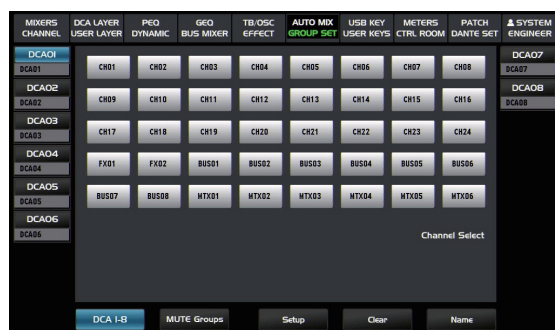 MIXERS DCA LAYER PEQ GEQ TB/OSC AUTO MIX USB KEY METERS PATCH SYSTEM
CHANNEL USER LAYER DYNAMIC BUS MIXER EFFECT GROUP SET USER KEYS CTRL ROOM DANTE SET ENGINEER
DCA01
DCA01
DCA02
DCA02
DCA03
DCA03
DCA04
DCA04
DCA05
DCA05
DCA06
DCA06
CH01 CH02 CH03 CH04 CH05 CH06 CH07 CH08
CH09 CH10 CH11 CH12 CH13 CH14 CH15 CH16
CH17 CH18 CH19 CH20 CH21 CH22 CH23 CH24
FX01 FX02 BUS01 BUS02 BUS03 BUS04 BUS05 BUS06
BUS07 BUS08 MTX01 MTX02 MTX03 MTX04 MTX05 MTX06
Channel Select
DCA07
DCA07
DCA08
DCA08
DCA 1-8 MUTE Groups Setup Clear Name